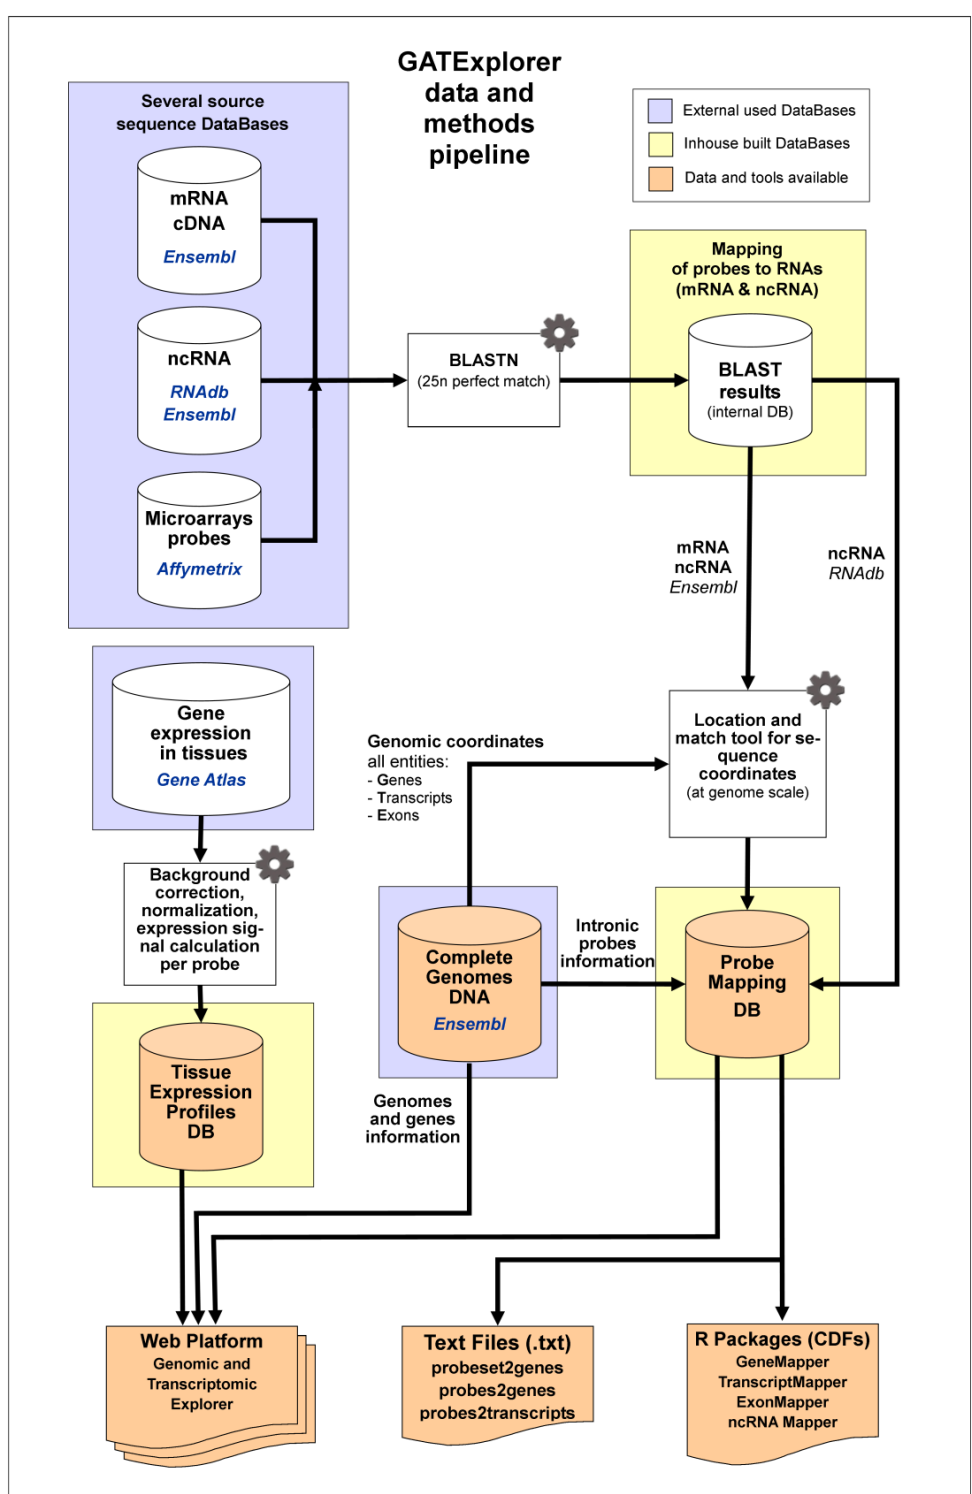 GATExplorer
data and
methods
pipeline
Several source
sequence DataBases
External used DataBases
Inhouse built DataBases
Data and tools available
mRNA
cDNA
Ensembl
ncRNA
RNAdb
Ensembl
Microarrays
probes
Affymetrix
BLASTN
(25n perfect match)
Mapping
of probes to RNAs
(mRNA & ncRNA)
BLAST
results
(internal DB)
mRNA
ncRNA
Ensembl
ncRNA
RNAdb
Gene
expression
in tissues
Gene Atlas
Genomic coordinates
all entities:
- Genes
- Transcripts
- Exons
Location and
match tool for se-
quence
coordinates
(at genome scale)
Background
correction,
normalization,
expression sig-
nal calculation
per probe
Complete
Genomes
DNA
Ensembl
Intronic
probes
information
Probe
Mapping
DB
Tissue
Expression
Profiles
DB
Genomes
and genes
information
Web Platform
Genomic and
Transcriptomic
Explorer
Text Files (.txt)
probeset2genes
probes2genes
probes2transcripts
R Packages (CDFs)
GeneMapper
TranscriptMapper
ExonMapper
ncRNA Mapper